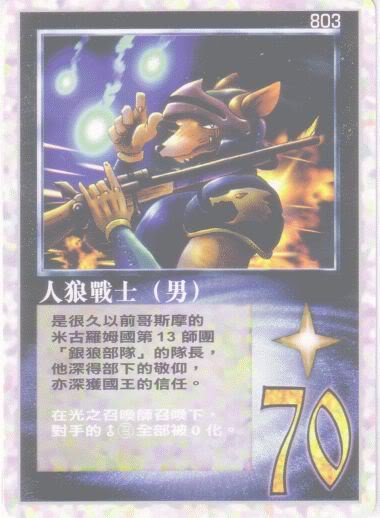 803
人狼戰士（男）
是很久以前哥斯摩的
米古羅姆國第13師團
『銀狼部隊』的隊長，
他深得部下的敬仰，
亦深獲國王的信任。
在光之召喚師召喚下，
對手的全部被0化。
70